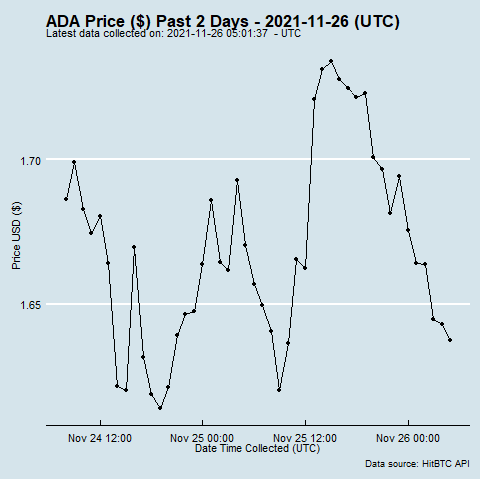 ADA Price ($) Past 2 Days - 2021-11-26 (UTC)
Latest data collected on: 2021-11-26 05:01:37 - UTC
1.70
1.65
Price USD ($)
Nov 24 12:00 Nov 25 00:00 Nov 25 12:00 Nov 26 00:00
Date Time Collected (UTC)
Data source: HitBTC API